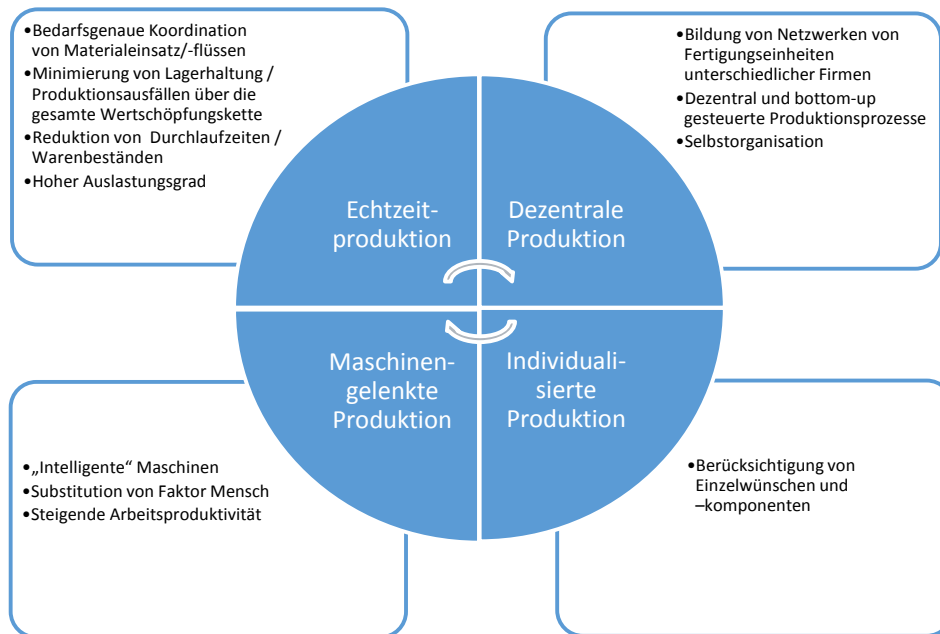 •Bedarfsgenaue Koordination
von Materialeinsatz/-flüssen
•Minimierung von Lagerhaltung /
Produktionsausfällen über die
gesamte Wertschöpfungskette
•Reduktion von Durchlaufzeiten /
Warenbeständen
•Hoher Auslastungsgrad
•Bildung von Netzwerken von
Fertigungseinheiten
unterschiedlicher Firmen
•Dezentral und bottom-up
gesteuerte Produktionsprozesse
•Selbstorganisation
Echtzeit-
produktion
Dezentrale
Produktion
Maschinen-
gelenkte
Produktion
Individuali-
sierte
Produktion
•„Intelligente“ Maschinen
•Substitution von Faktor Mensch
•Steigende Arbeitsproduktivität
•Berücksichtigung von
Einzelwünschen und
–komponenten